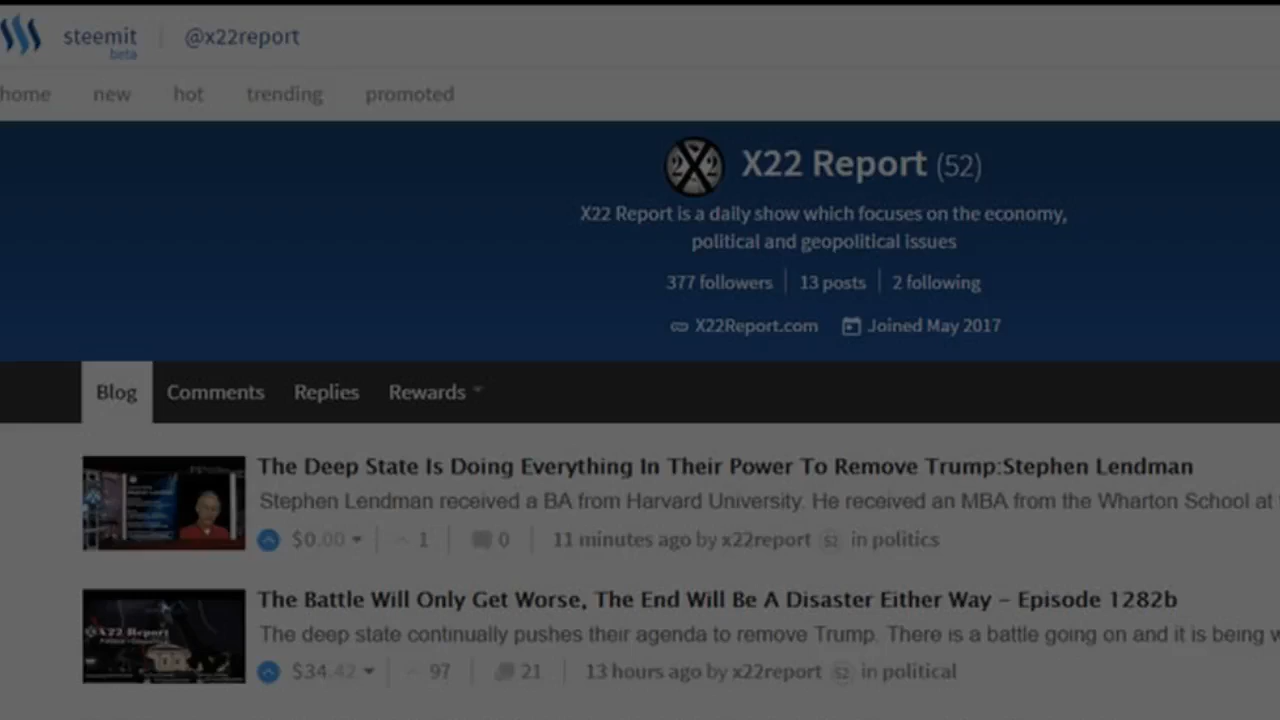 steemit
beta
@x22report
home new hot trending promoted
X22 Report (52)
X22 Report is a daily show which focuses on the economy,
political and geopolitical issues
377 followers 13 posts 2 following
X22Report.com Joined May 2017
Blog Comments Replies Rewards
The Deep State Is Doing Everything In Their Power To Remove Trump:Stephen Lendman
Stephen Lendman received a BA from Harvard University. He received an MBA from the Wharton School at
$0.00 1 0 11 minutes ago by x22report 52 in politics
The Battle Will Only Get Worse, The End Will Be A Disaster Either Way – Episode 1282b
X22 Report
The deep state continually pushes their agenda to remove Trump. There is a battle going on and it is being w
$34.42 97 21 13 hours ago by x22report 52 in political